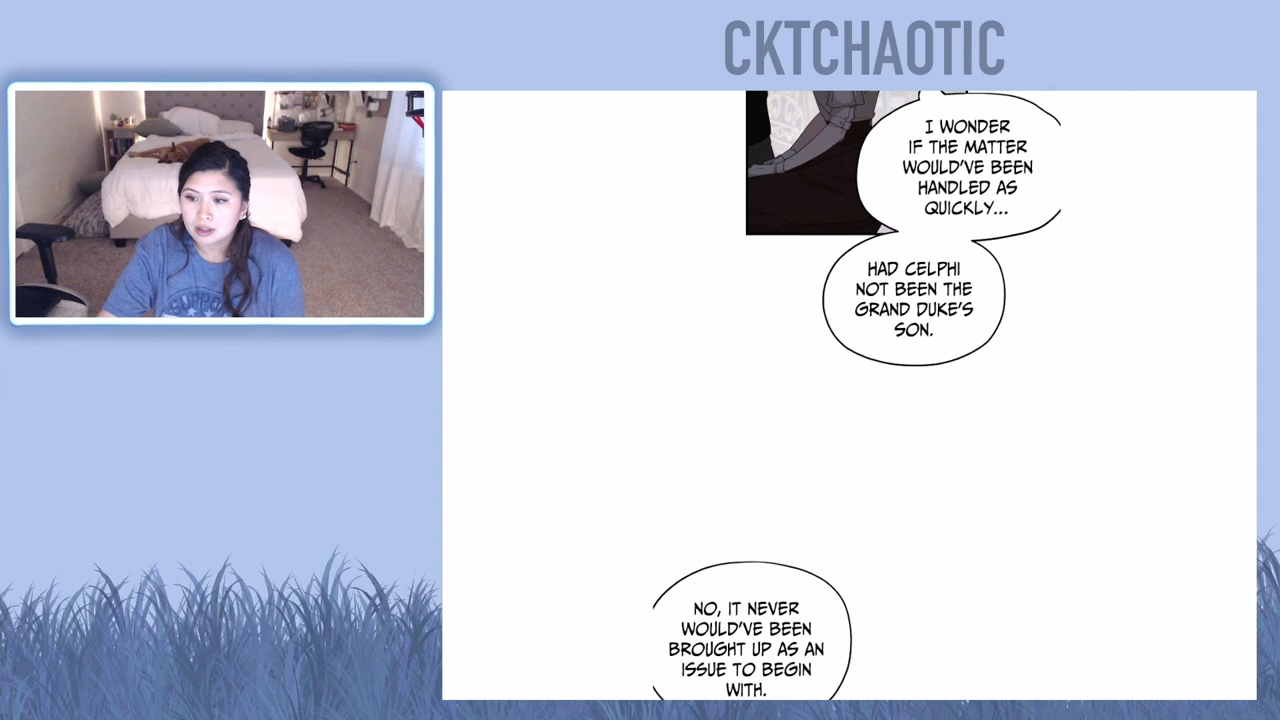 CKTCHAOTIC
I WONDER
IF THE MATTER
WOULD'VE BEEN
HANDLED AS
QUICKLY...
HAD CELPHI
NOT BEEN THE
GRAND DUKE'S
SON.
NO, IT NEVER
WOULD'VE BEEN
BROUGHT UP AS AN
ISSUE TO BEGIN
WITH.